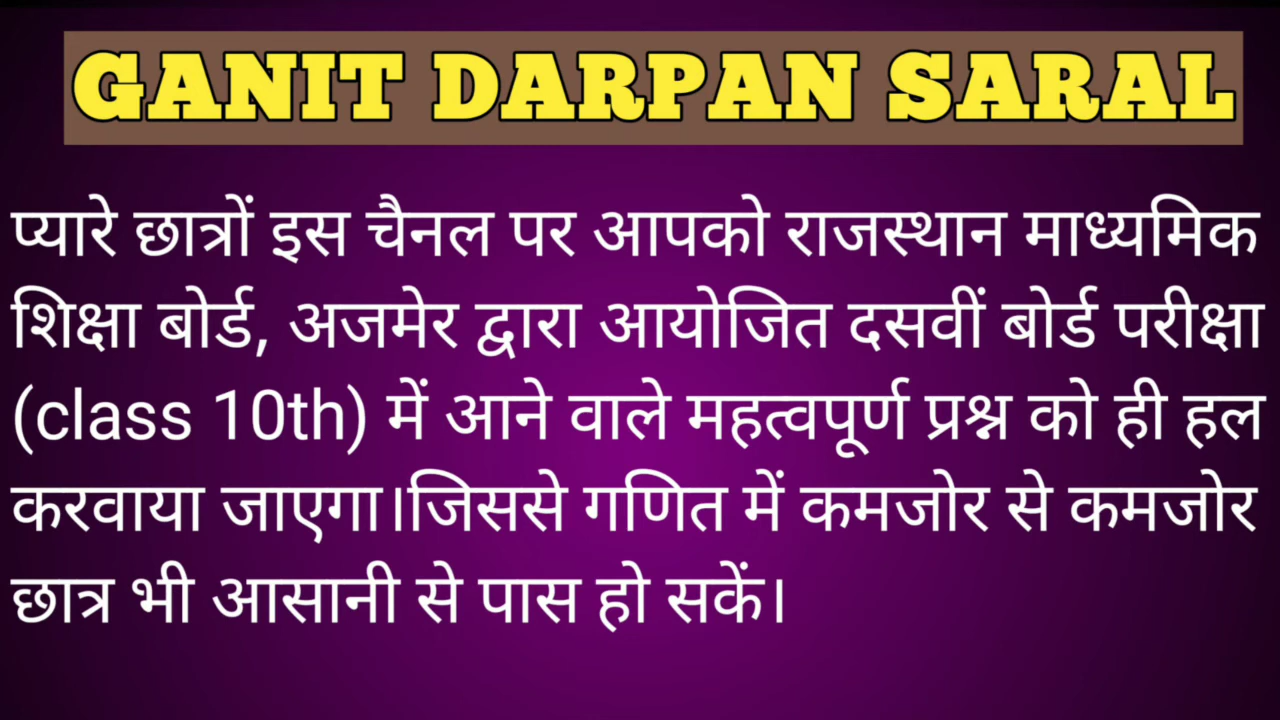 GANIT DARPAN SARAL
प्यारे छात्रों इस चैनल पर आपको राजस्थान माध्यमिक
शिक्षा बोर्ड, अजमेर द्वारा आयोजित दसवीं बोर्ड परीक्षा
(class 10th) में आने वाले महत्वपूर्ण प्रश्न को ही हल
करवाया जाएगा।जिससे गणित में कमजोर से कमजोर
छात्र भी आसानी से पास हो सकें।